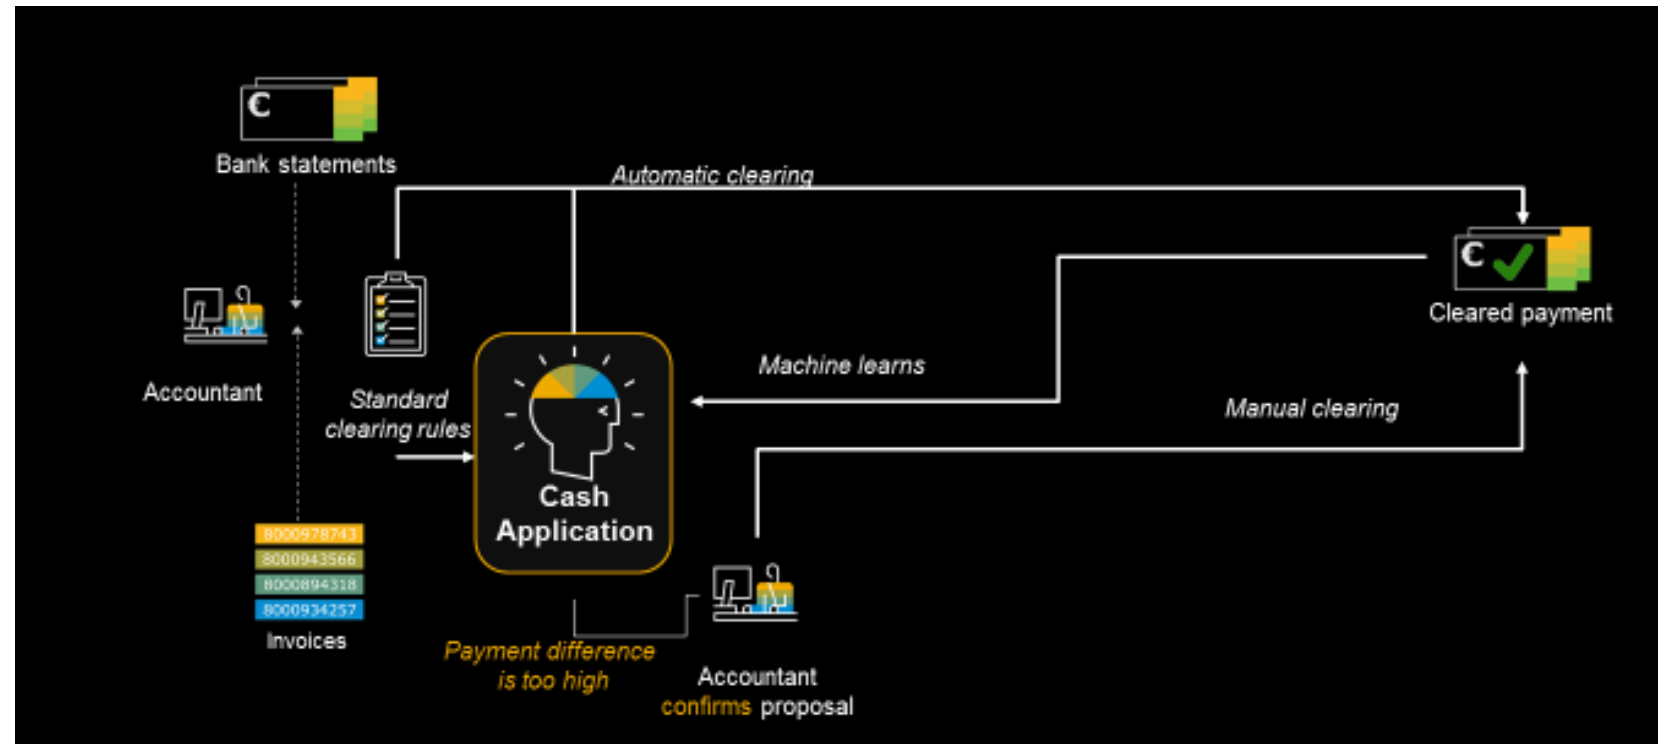 €
Bank statements
Automatic clearing
€
Cleared payment
Accountant
Standard
clearing rules
Machine learns
Manual clearing
Cash
Application
8000978743
8000943566
8000894318
8000934257
Invoices
Payment difference
is too high
Accountant
confirms proposal